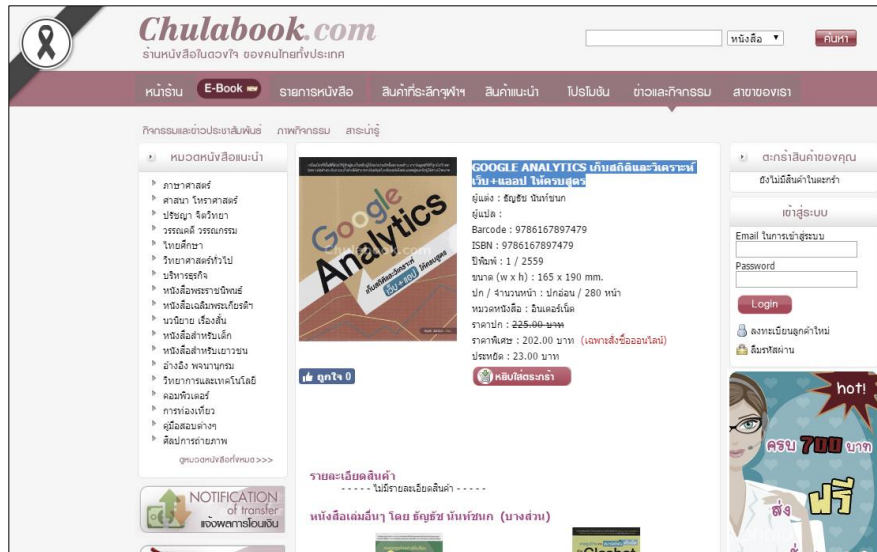 Chulabook.com
ร้านหนังสือในดวงใจ ของคนไทยทั้งประเทศ
หนังสือ
ค้นหา
หน้าร้าน E-Book รายการหนังสือ สินค้าที่ระลึกจุฬาฯ สินค้าแนะนำ โปรโมชั่น ข่าวและกิจกรรม สาขาของเรา
กิจกรรมและข่าวประชาสัมพันธ์ ภาพกิจกรรม สาระน่ารู้
หมวดหนังสือแนะนำ
ภาษาศาสตร์
ศาสนา โหราศาสตร์
ปรัชญา จิตวิทยา
วรรณคดี วรรณกรรม
ไทยศึกษา
วิทยาศาสตร์ทั่วไป
บริหารธุรกิจ
หนังสือพระราชนิพนธ์
หนังสือเฉลิมพระเกียรติฯ
นวนิยาย เรื่องสั้น
หนังสือสำหรับเด็ก
หนังสือสำหรับเยาวชน
อ้างอิง พจนานุกรม
วิทยาการและเทคโนโลยี
คอมพิวเตอร์
การท่องเที่ยว
คู่มือสอบต่างๆ
ศิลปการถ่ายภาพ
ดูหมวดหนังสือทั้งหมด >>>
NOTIFICATION
of transfer
แจ้งผลการโอนเงิน
Google
Analytics
Chulabook.com
เก็บสถิติและวิเคราะห์
เว็บ+แอป ให้ครบสูตร
ถูกใจ 0
GOOGLE ANALYTICS เก็บสถิติและวิเคราะห์
เว็บ+แออป ให้ครบสูตร
ผู้แต่ง : ธัญธัช นันท์ชนก
ผู้แปล :
Barcode : 9786167897479
ISBN : 9786167897479
ปีพิมพ์ : 1 / 2559
ขนาด (w x h) : 165 x 190 mm.
ปก / จำนวนหน้า : ปกอ่อน / 280 หน้า
หมวดหนังสือ : อินเตอร์เน็ต
ราคาปก : 225.00 บาท
ราคาพิเศษ : 202.00 บาท (เฉพาะสั่งซื้อออนไลน์)
ประหยัด : 23.00 บาท
หยิบใส่ตระกร้า
รายละเอียดสินค้า
- - - - - ไม่มีรายละเอียดสินค้า - - - - -
หนังสือเล่มอื่นๆ โดย ธัญธัช นันท์ชนก (บางส่วน)
ตะกร้าสินค้าของคุณ
ยังไม่มีสินค้าในตะกร้า
เข้าสู่ระบบ
Email ในการเข้าสู่ระบบ
Password
Login
ลงทะเบียนลูกค้าใหม่
ลืมรหัสผ่าน
hot!
ครบ 700 บาท
ส่ง ฟรี